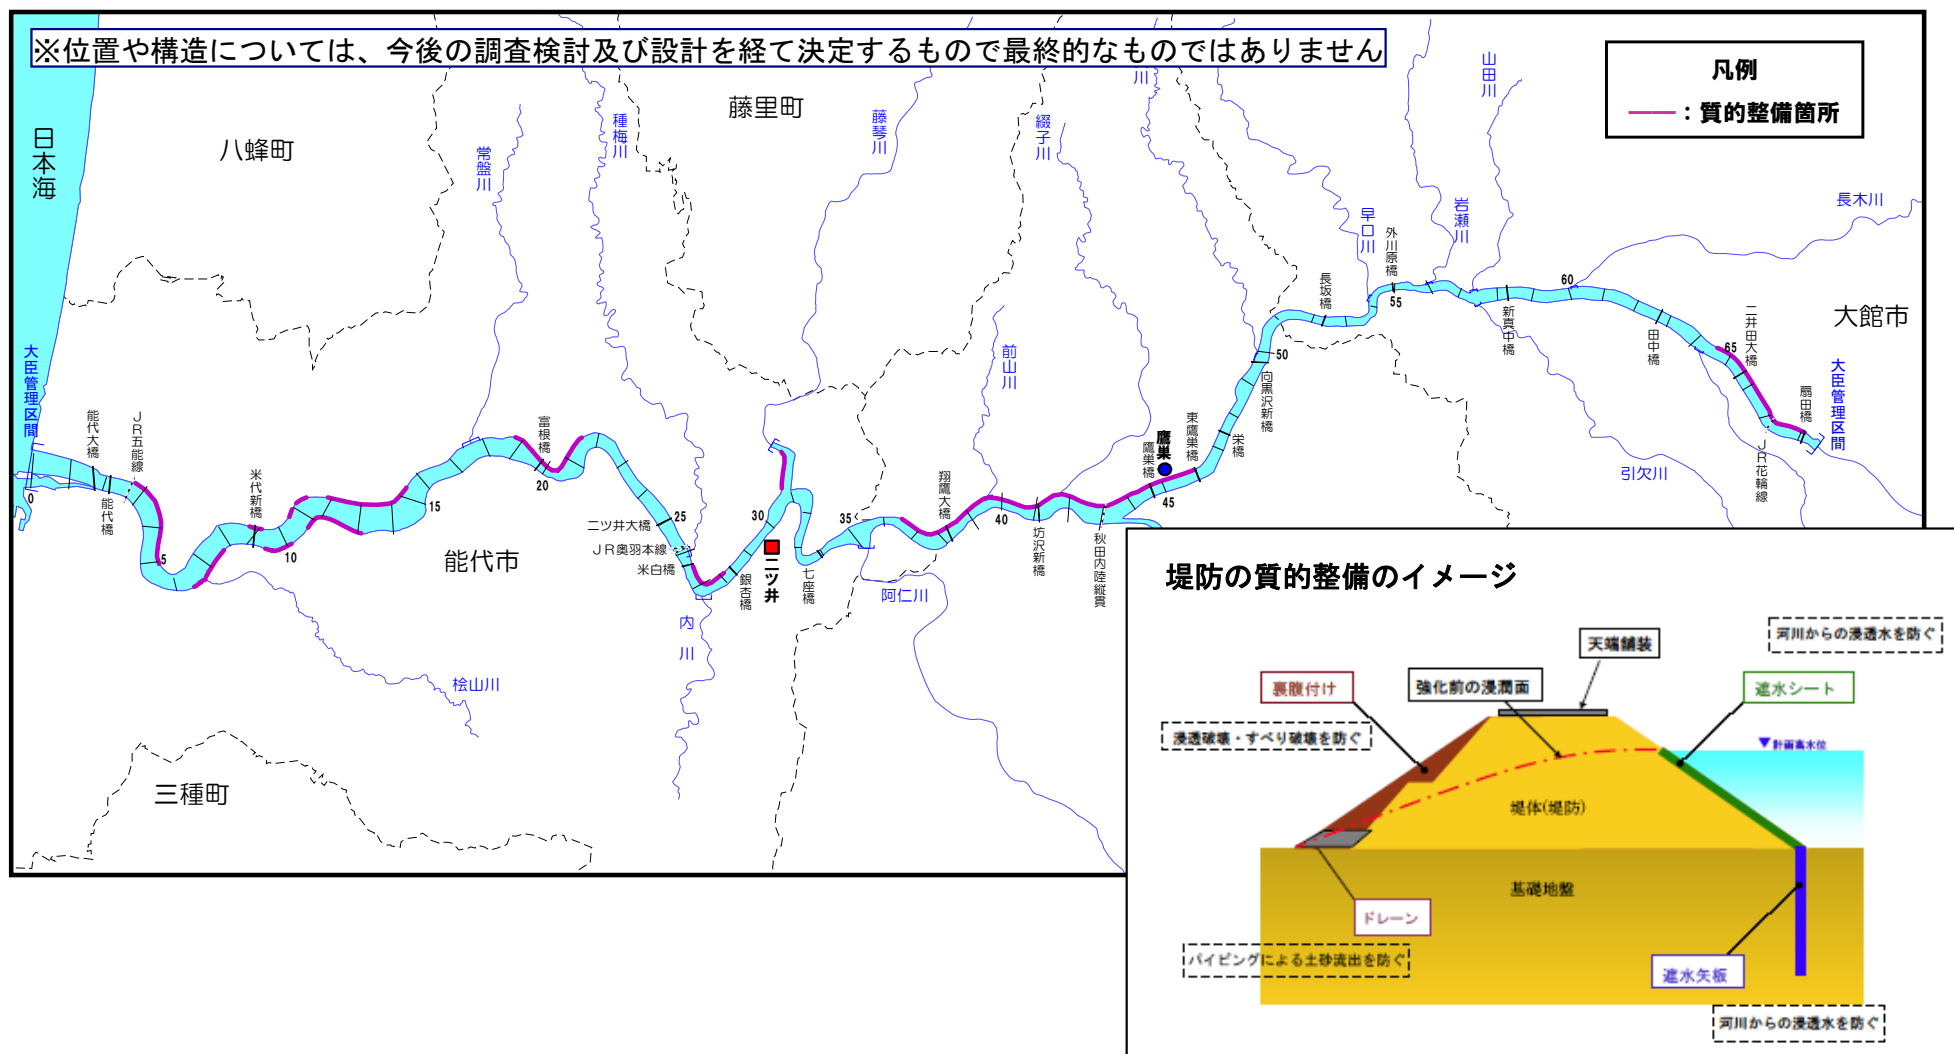 ※位置や構造については、今後の調査検討及び設計を経て決定するもので最終的なものではありません
凡例
：質的整備箇所
日本海
八峰町
藤里町
常盤川
種梅川
藤琴川
綴子川
川
山田川
早口川
外川原橋
岩瀬川
長木川
大館市
大臣管理区間
能代大橋
JR五能線
能代橋
米代新橋
富根橋
二ツ井大橋
JR奥羽本線
米白橋
銀杏橋
二ツ井
七座橋
前山川
翔鷹大橋
坊沢新橋
秋田内陸縦貫
鷹巣橋
鷹巣
東鷹巣橋
栄橋
向黒沢新橋
長坂橋
新真中橋
田中橋
二井田大橋
JR花輪線
扇田橋
大臣管理区間
引欠川
阿仁川
内川
桧山川
能代市
三種町
0
5
10
15
20
25
30
35
40
45
50
55
60
65
堤防の質的整備のイメージ
河川からの浸透水を防ぐ
天端舗装
裏腹付け
強化前の浸潤面
遮水シート
浸透破壊・すべり破壊を防ぐ
▼計画高水位
堤体(堤防)
基礎地盤
ドレーン
パイピングによる土砂流出を防ぐ
遮水矢板
河川からの浸透水を防ぐ